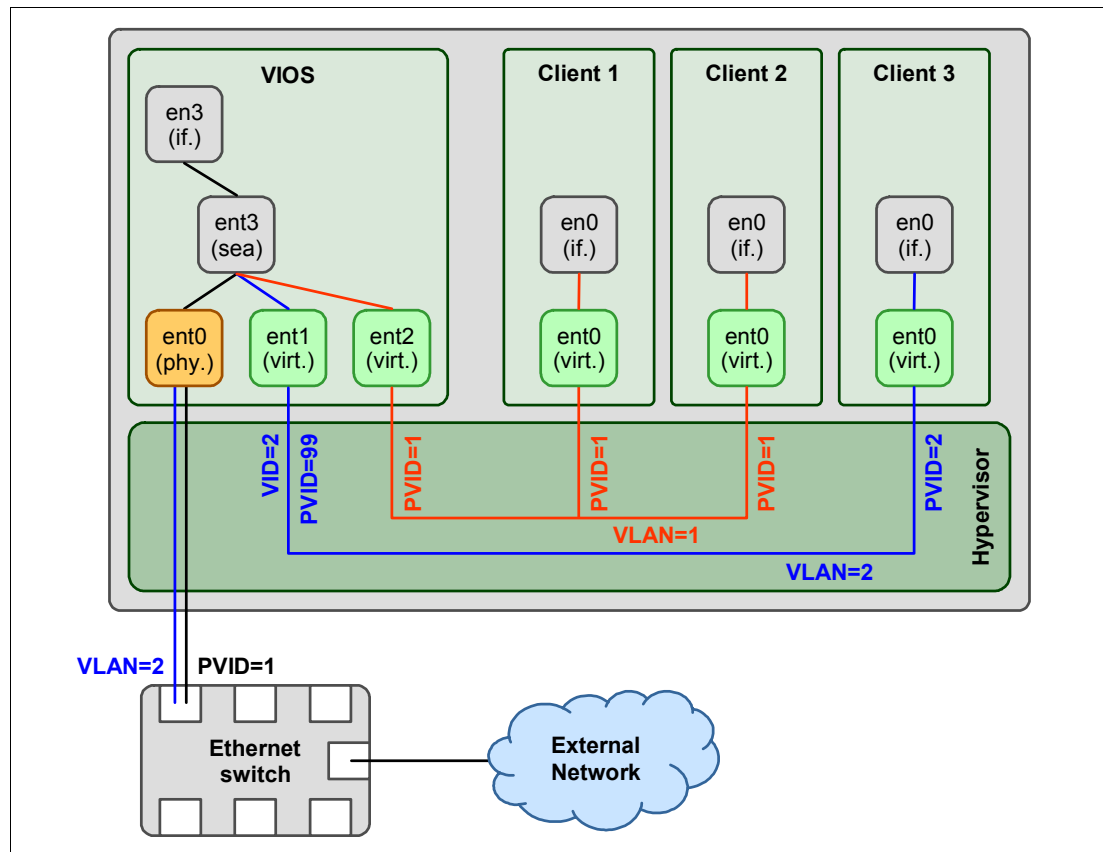 VIOS
Client 1
Client 2
Client 3
en3
(if.)
ent3
(sea)
en0
(if.)
en0
(if.)
en0
(if.)
ent0
(phy.)
ent1
(virt.)
ent2
(virt.)
ent0
(virt.)
ent0
(virt.)
ent0
(virt.)
VID=2
PVID=99
PVID=1
PVID=1
PVID=1
PVID=2
Hypervisor
VLAN=1
VLAN=2
VLAN=2
PVID=1
Ethernet
switch
External
Network